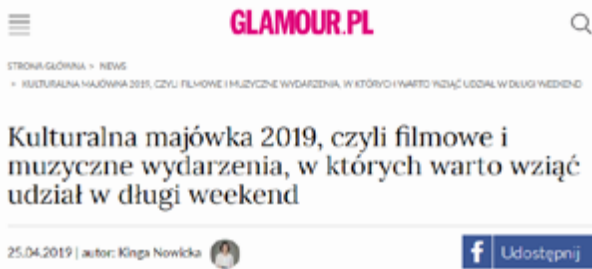 GLAMOUR.PL
STRONA GŁÓWNA > NEWS
> KULTURALNA MAJÓWKA 2019, CZYLI FILMOWE I MUZYCZNE WYDARZENIA, W KTÓRYCH WARTO WZIĄĆ UDZIAŁ W DŁUGI WEEKEND
Kulturalna majówka 2019, czyli filmowe i
muzyczne wydarzenia, w których warto wziąć
udział w długi weekend
25.04.2019 | autor: Kinga Nowicka
f Udostępnij